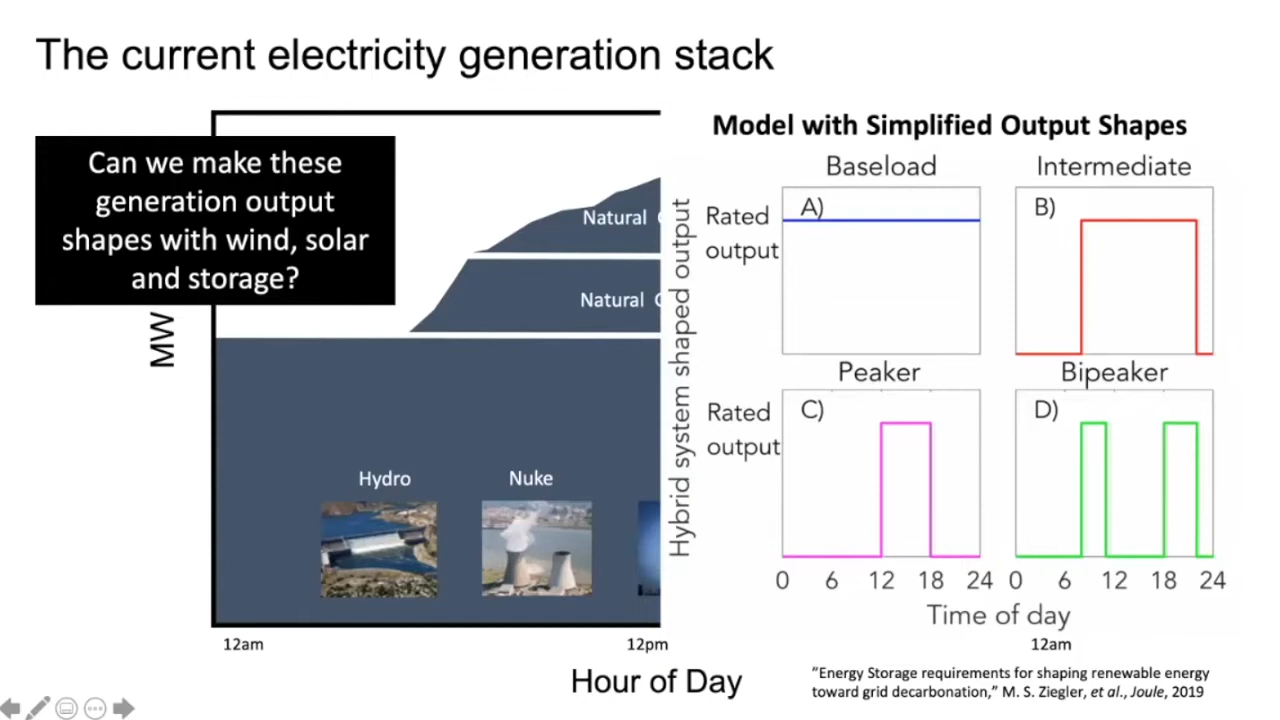 The current electricity generation stack
Can we make these
generation output
shapes with wind, solar
and storage?
MW
Natural
Natural
Hydro
Nuke
12am
12pm
12am
Hour of Day
Model with Simplified Output Shapes
Hybrid system shaped output
Baseload
Intermediate
Rated
output
A)
B)
Peaker
Bipeaker
Rated
output
C)
D)
0 6 12 18 24 0 6 12 18 24
Time of day
”Energy Storage requirements for shaping renewable energy
toward grid decarbonation,” M. S. Ziegler, et al., Joule, 2019